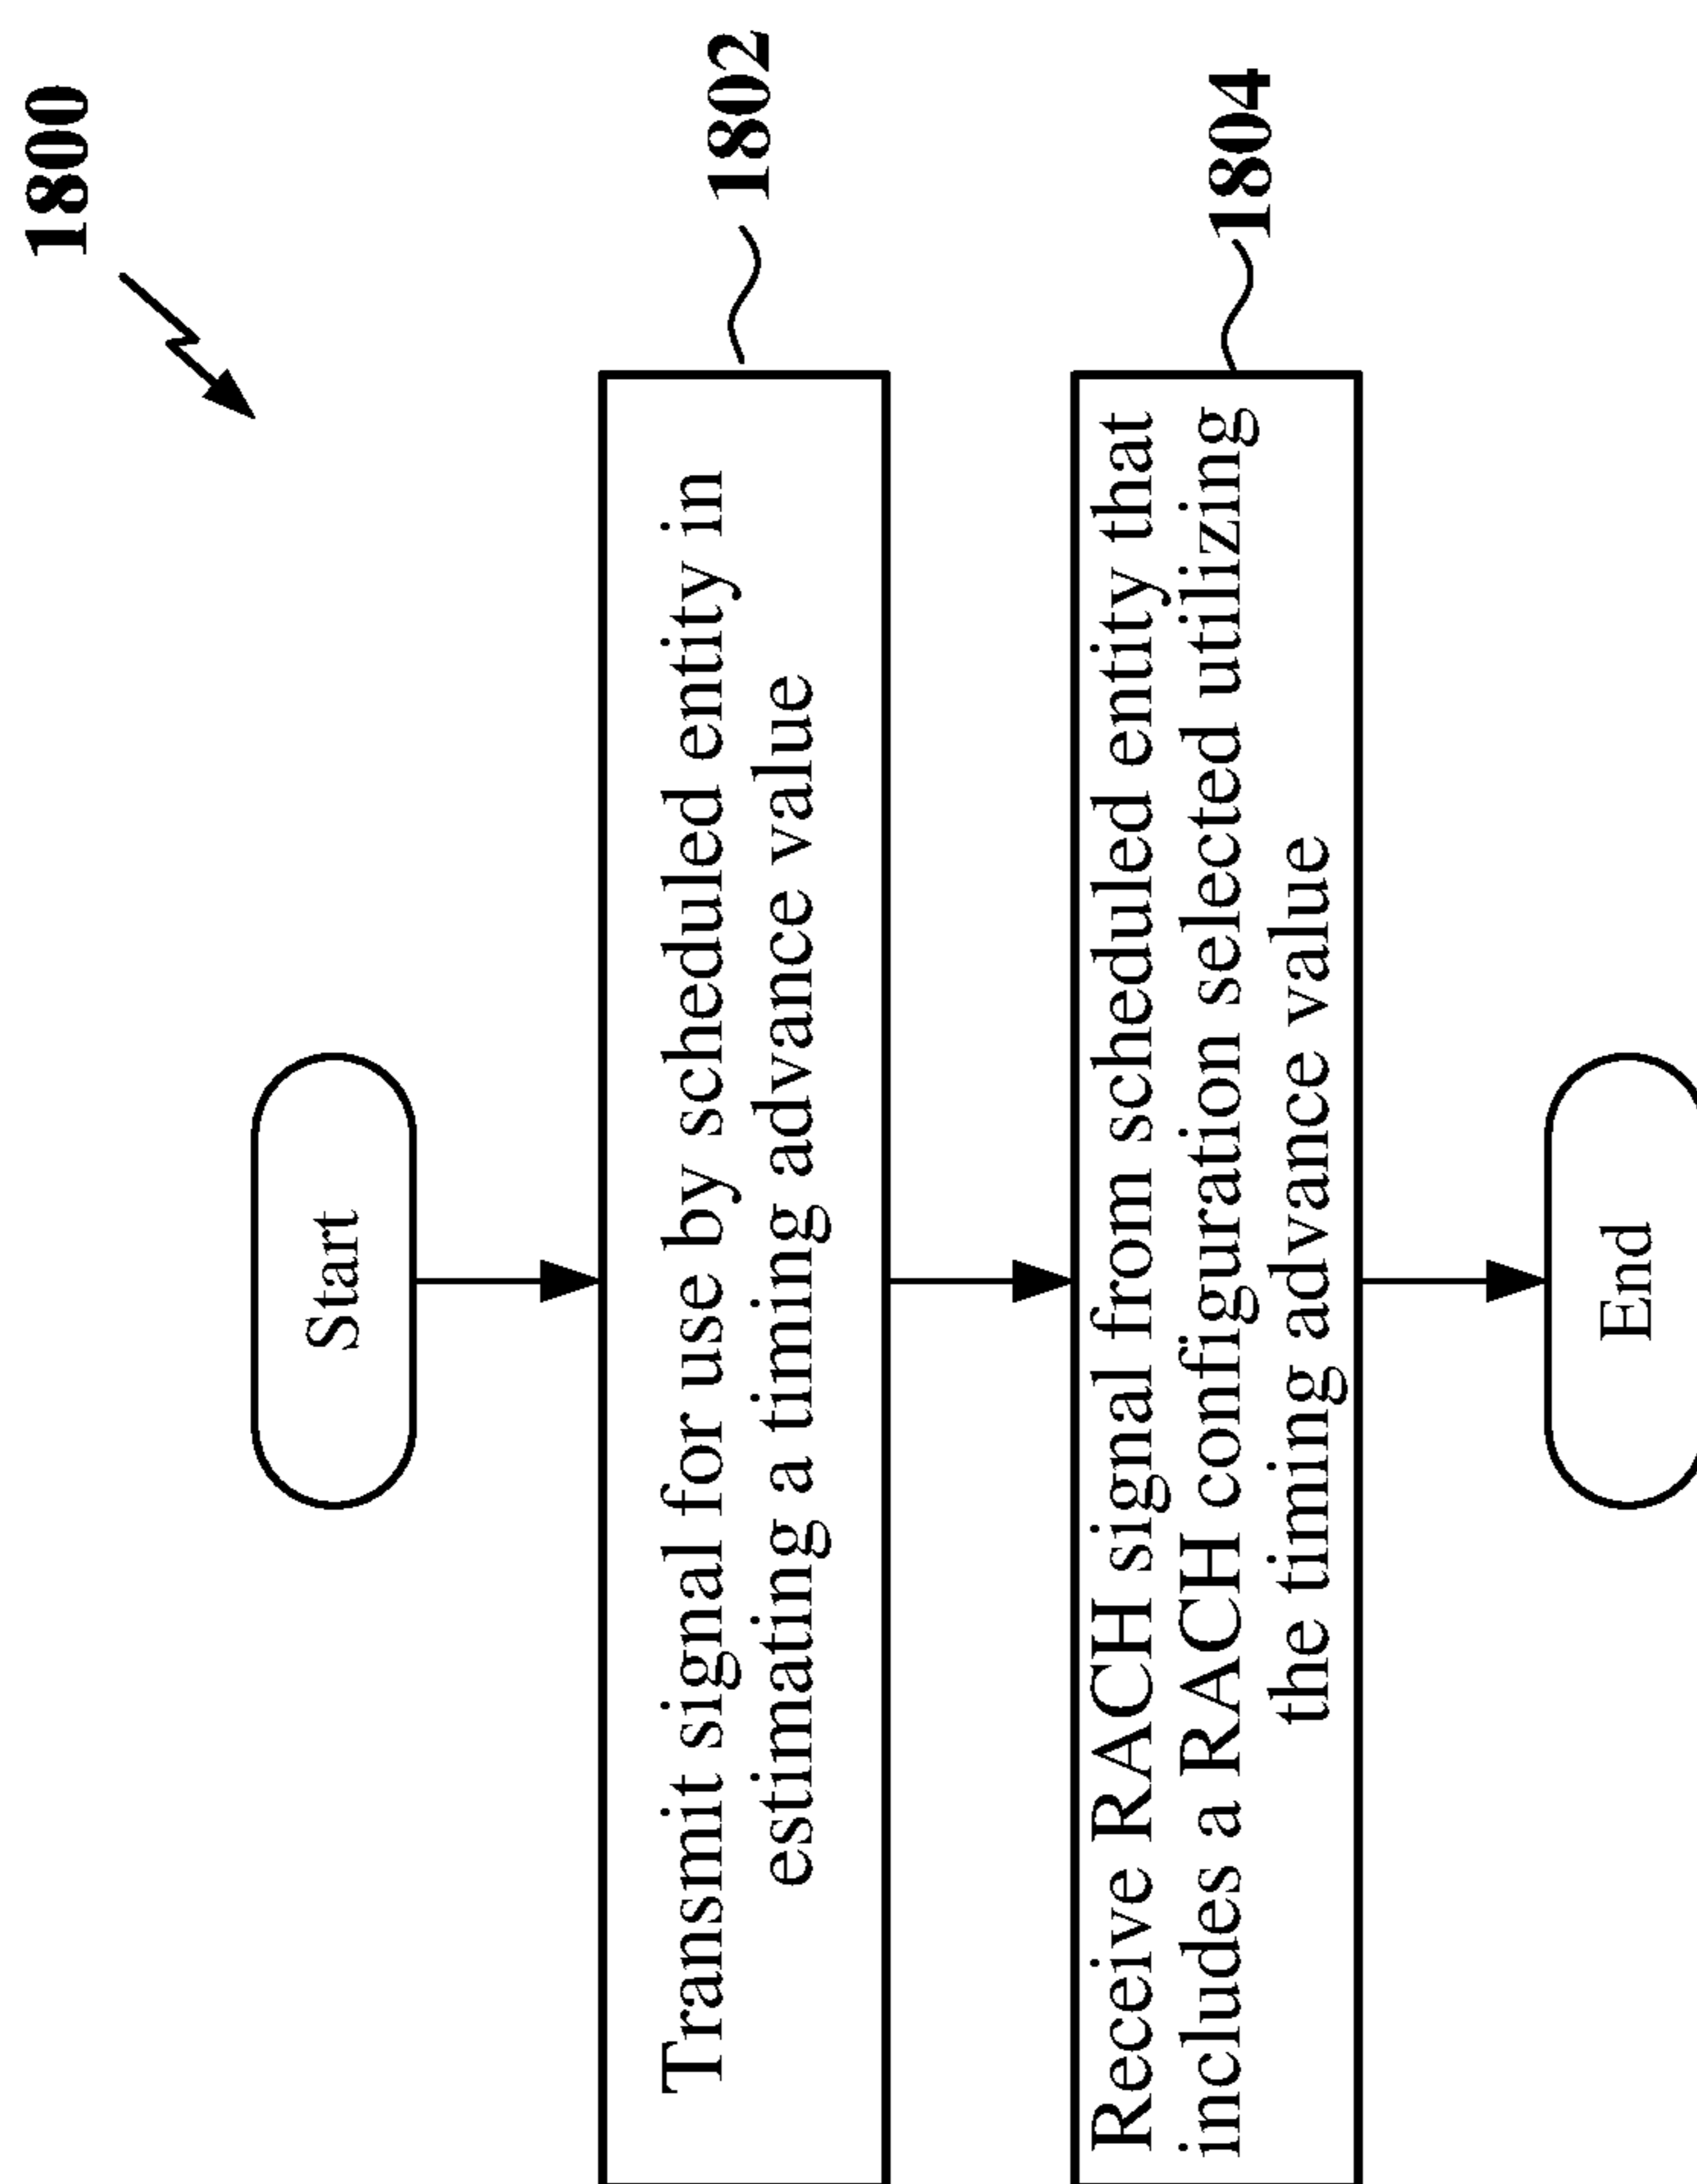 1800
Start
Transmit signal for use by scheduled entity in
estimating a timing advance value
1802
Receive RACH signal from scheduled entity that
includes a RACH configuration selected utilizing
the timing advance value
1804
End